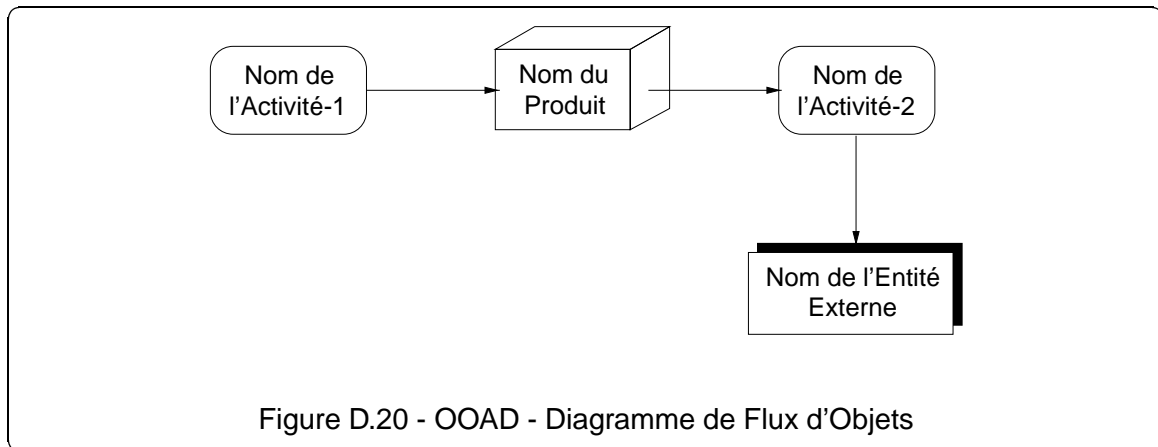 Nom de
l'Activité-1
Nom du
Produit
Nom de
l'Activité-2
Nom de l'Entité
Externe
Figure D.20 - OOAD - Diagramme de Flux d'Objets